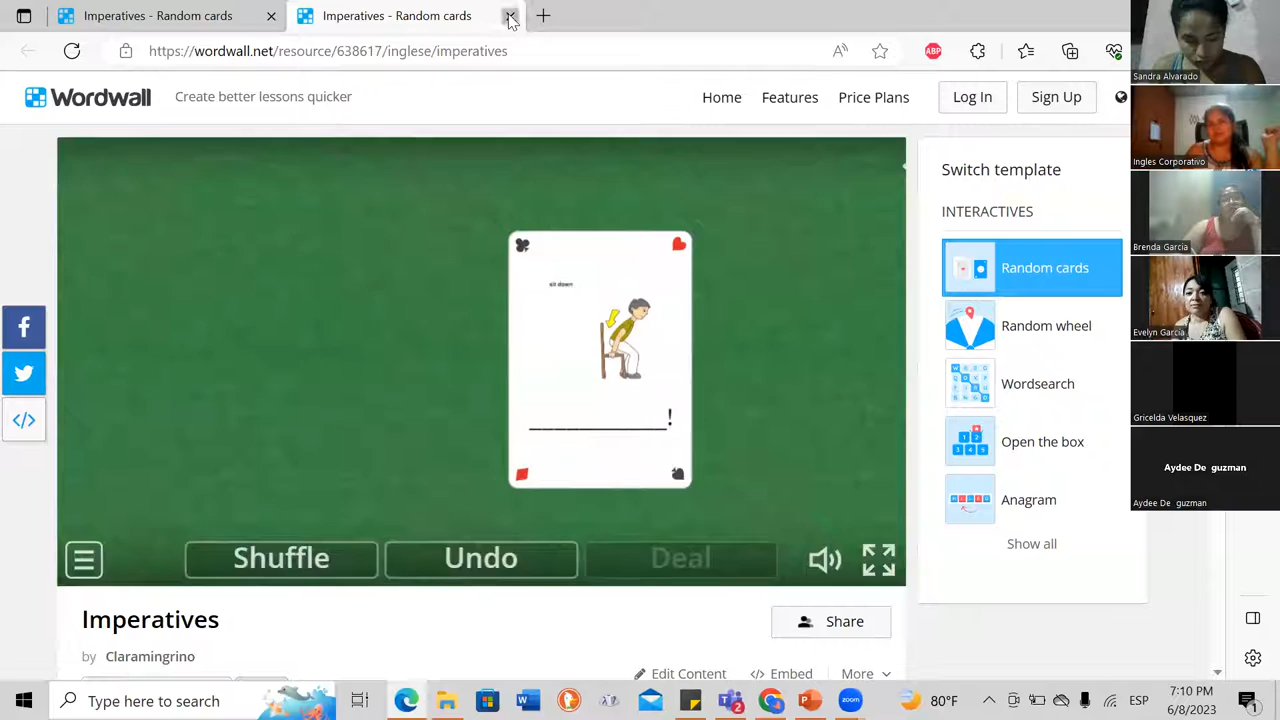 Imperatives - Random cards
Imperatives - Random cards
https://wordwall.net/resource/638617/inglese/imperatives
ABP
Wordwall
Create better lessons quicker
Home
Features
Price Plans
Log In
Sign Up
sit down
!
Shuffle
Undo
Deal
Switch template
INTERACTIVES
Random cards
Random wheel
Wordsearch
Open the box
Anagram
Show all
Imperatives
by Claramingrino
Share
Edit Content
Embed
More
Sandra Alvarado
Ingles Corporativo
Brenda Garcia
Evelyn Garcia
Gricelda Velasquez
Aydee De guzman
Aydee De guzman
Type here to search
80°F
ESP
7:10 PM
6/8/2023